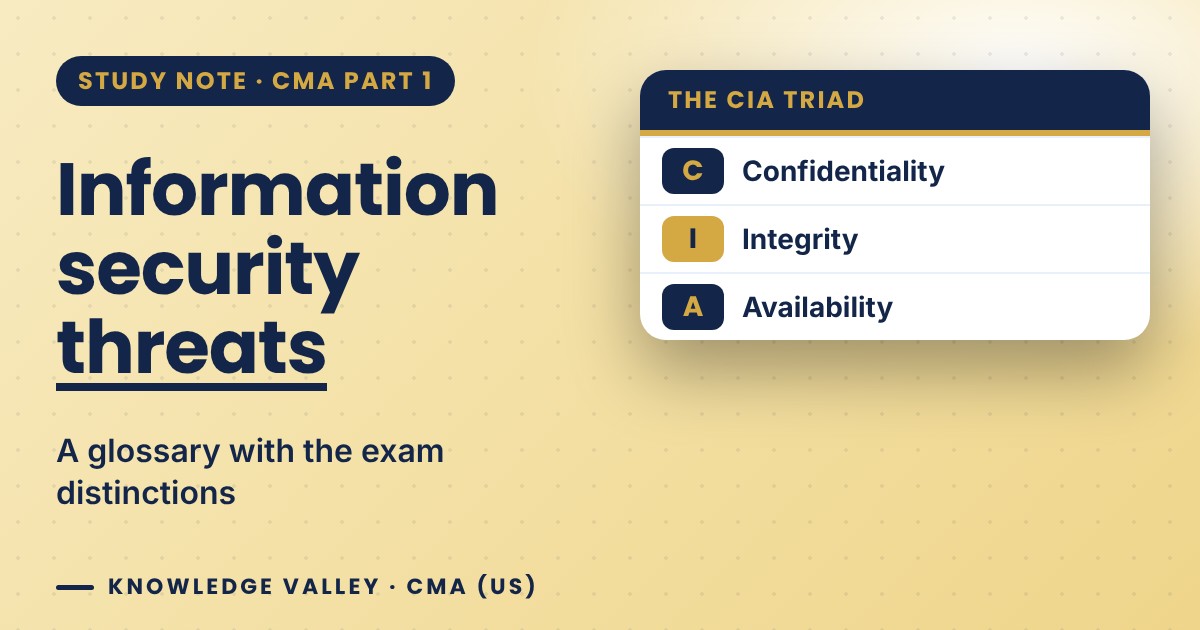 STUDY NOTE · CMA PART 1
Information
security
threats
A glossary with the exam
distinctions
KNOWLEDGE VALLEY · CMA (US)
THE CIA TRIAD
C Confidentiality
I Integrity
A Availability